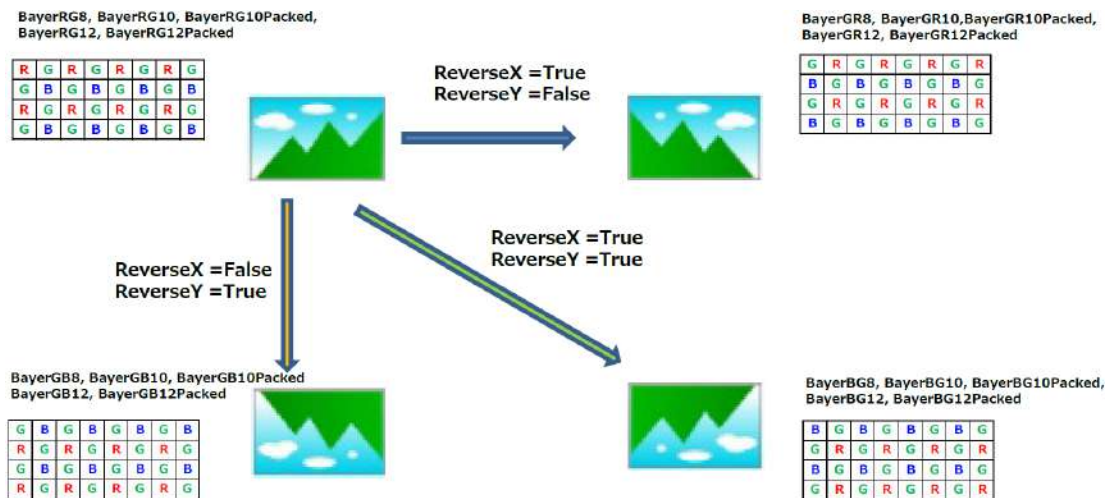 BayerRG8, BayerRG10, BayerRG10Packed,
BayerRG12, BayerRG12Packed
R G R G R G R G
G B G B G B G B
R G R G R G R G
G B G B G B G B
ReverseX =True
ReverseY =False
BayerGR8, BayerGR10,BayerGR10Packed,
BayerGR12, BayerGR12Packed
G R G R G R G R
B G B G B G B G
G R G R G R G R
B G B G B G B G
ReverseX =False
ReverseY =True
ReverseX =True
ReverseY =True
BayerGB8, BayerGB10, BayerGB10Packed
BayerGB12, BayerGB12Packed
G B G B G B G B
R G R G R G R G
G B G B G B G B
R G R G R G R G
BayerBG8, BayerBG10, BayerBG10Packed,
BayerBG12, BayerBG12Packed
B G B G B G B G
G R G R G R G R
B G B G B G B G
G R G R G R G R